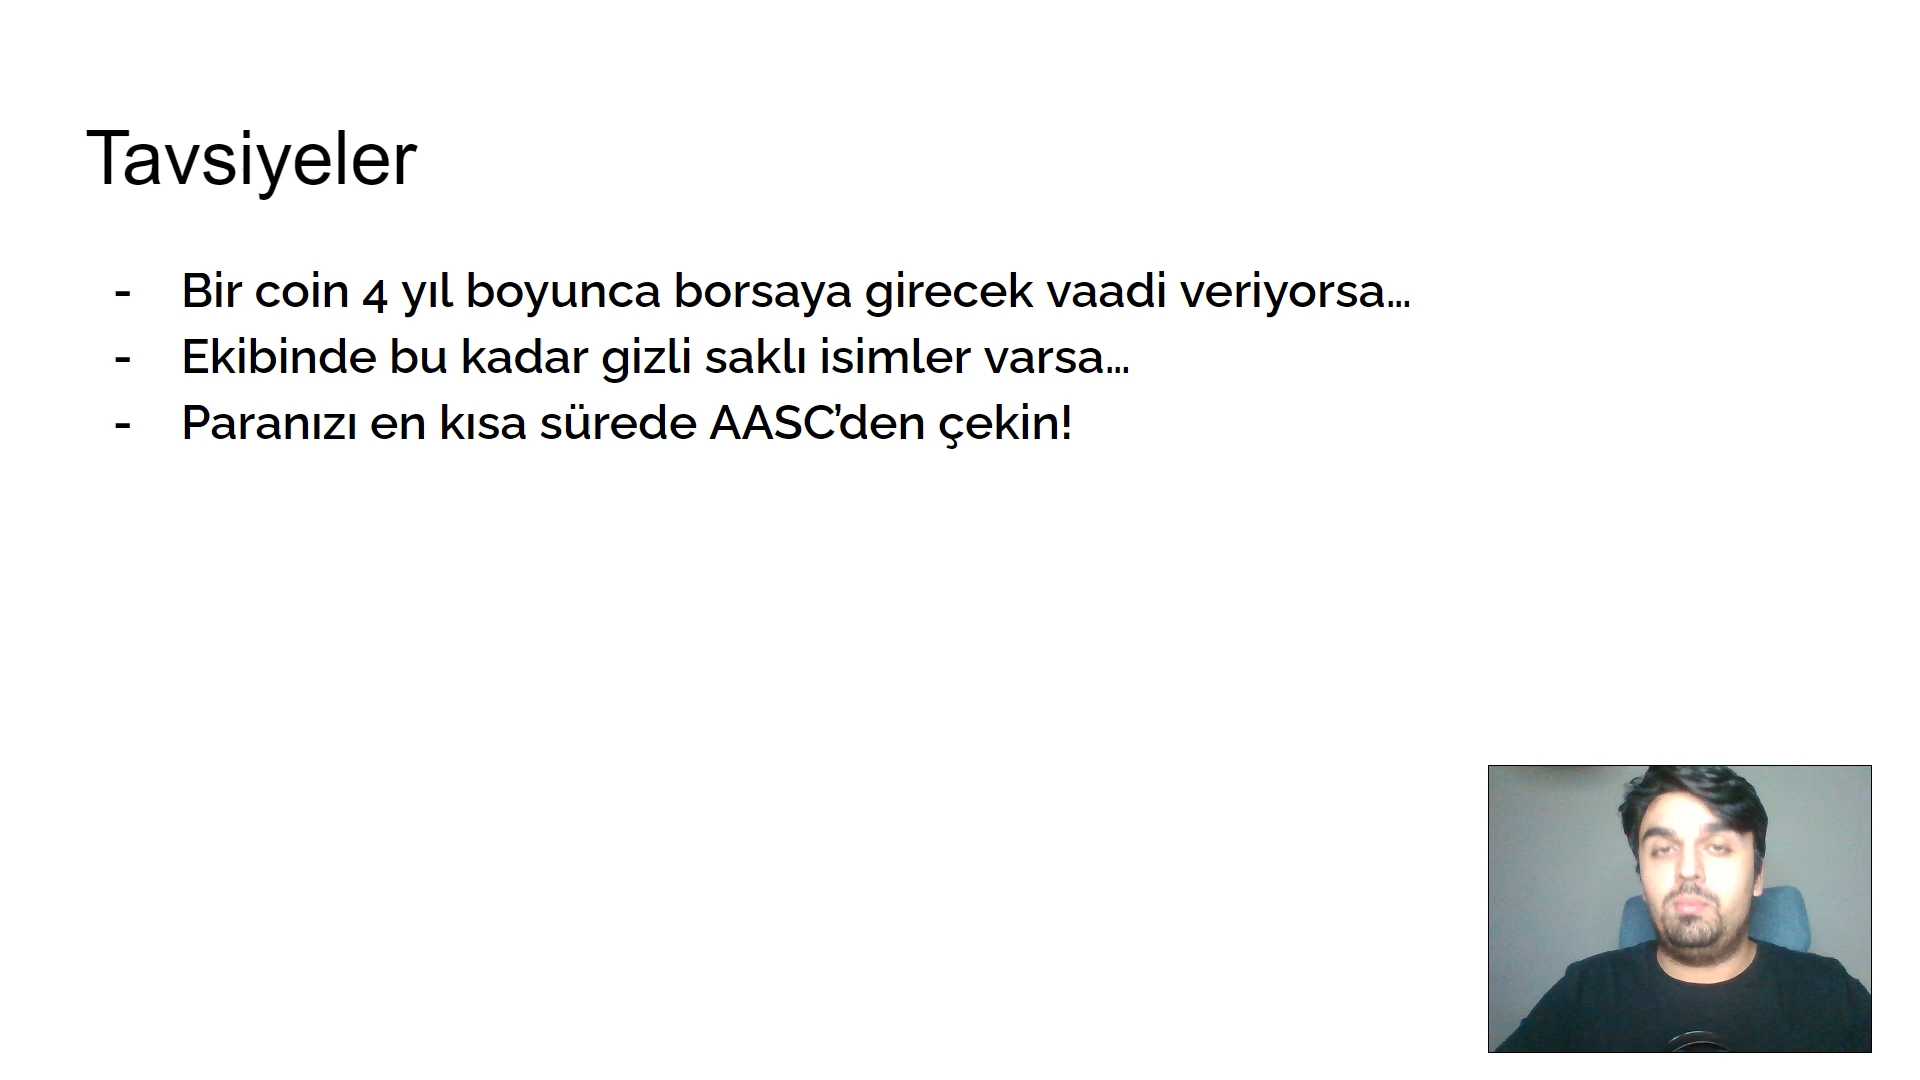 Tavsiyeler
- Bir coin 4 yıl boyunca borsaya girecek vaadi veriyorsa…
- Ekibinde bu kadar gizli saklı isimler varsa…
- Paranızı en kısa sürede AASC’den çekin!